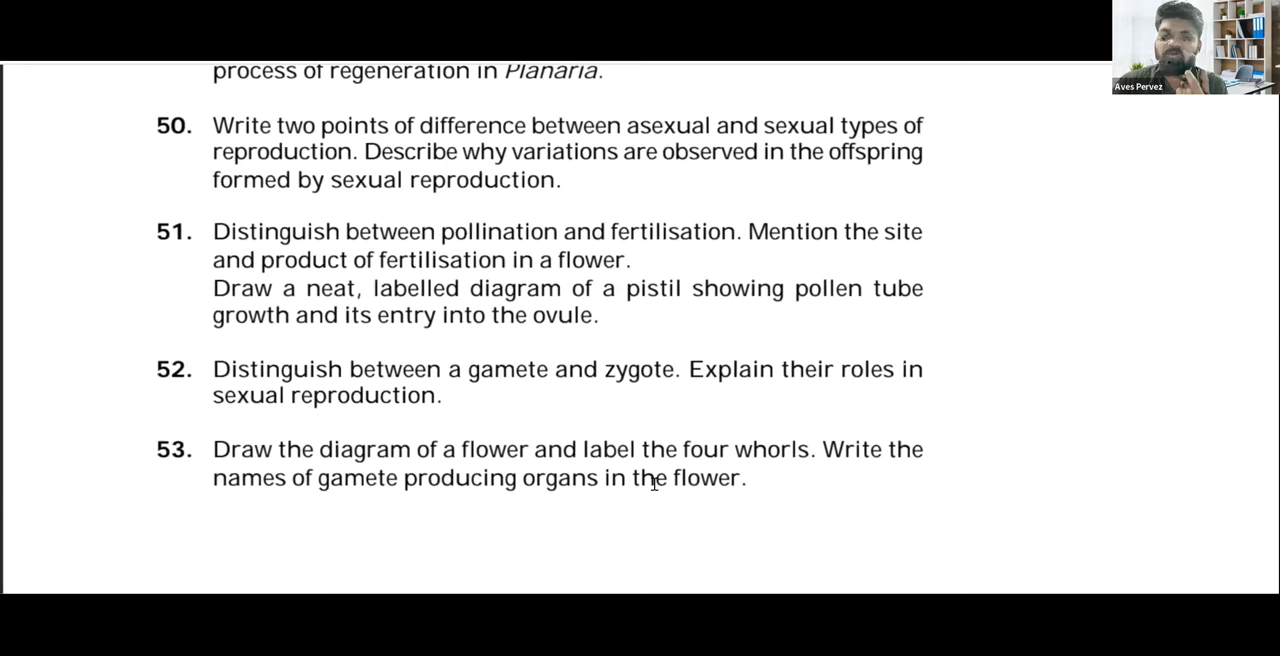 process of regeneration in Planaria.
Aves Pervez
50. Write two points of difference between asexual and sexual types of
reproduction. Describe why variations are observed in the offspring
formed by sexual reproduction.
51. Distinguish between pollination and fertilisation. Mention the site
and product of fertilisation in a flower.
Draw a neat, labelled diagram of a pistil showing pollen tube
growth and its entry into the ovule.
52. Distinguish between a gamete and zygote. Explain their roles in
sexual reproduction.
53. Draw the diagram of a flower and label the four whorls. Write the
names of gamete producing organs in the flower.